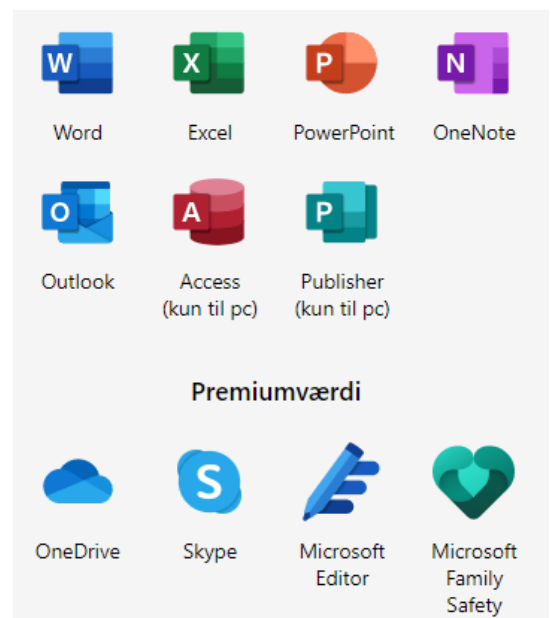 W X P N
Word Excel PowerPoint OneNote
O A P
Outlook Access Publisher
(kun til pc) (kun til pc)
Premiumværdi
S
OneDrive Skype Microsoft Microsoft
Editor Family
Safety